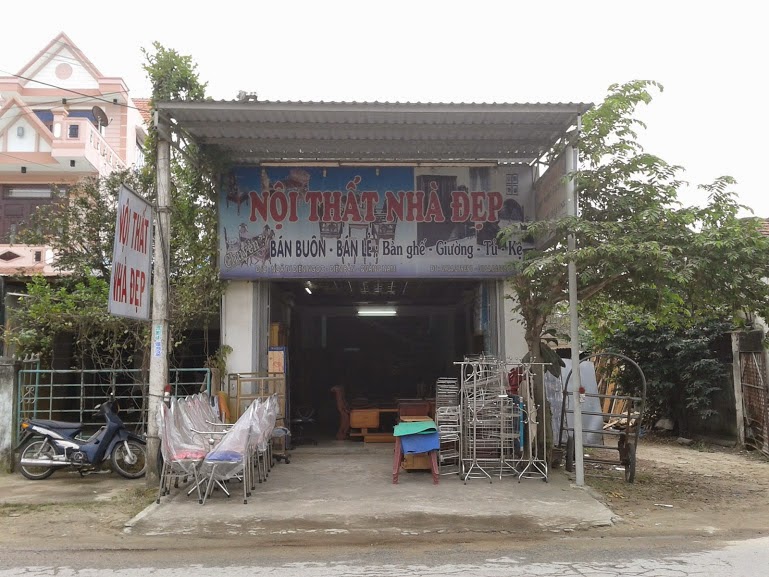 NỘI THẤT NHÀ ĐẸP
BÁN BUÔN - BÁN LẺ: Bàn ghế - Giường - Tủ - Kệ
NỘI THẤT
NHÀ ĐẸP